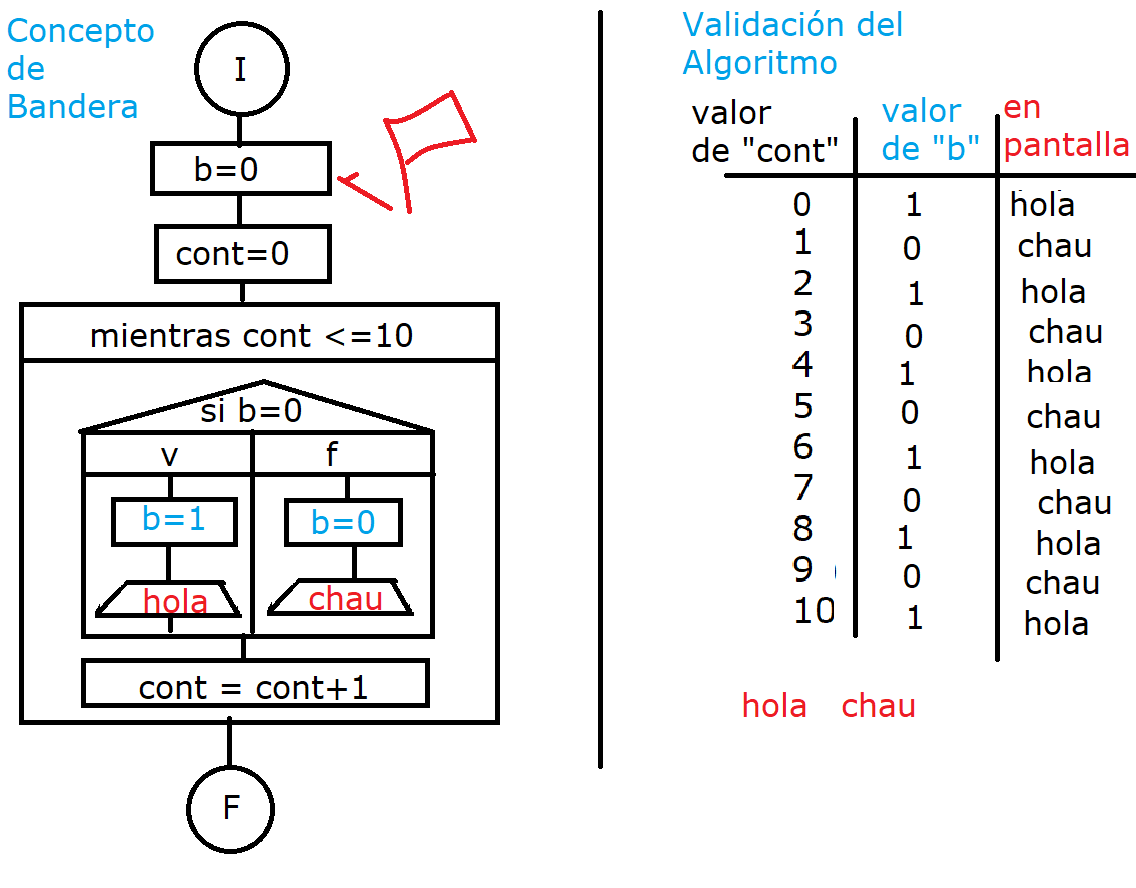 Concepto
de
Bandera
I
b=0
cont=0
mientras cont <=10
si b=0
v f
b=1 b=0
hola chau
cont = cont+1
F
Validación del
Algoritmo
valor valor en
de "cont" de "b" pantalla
0 1 hola
1 0 chau
2 1 hola
3 0 chau
4 1 hola
5 0 chau
6 1 hola
7 0 chau
8 1 hola
9 0 chau
10 1 hola
hola chau